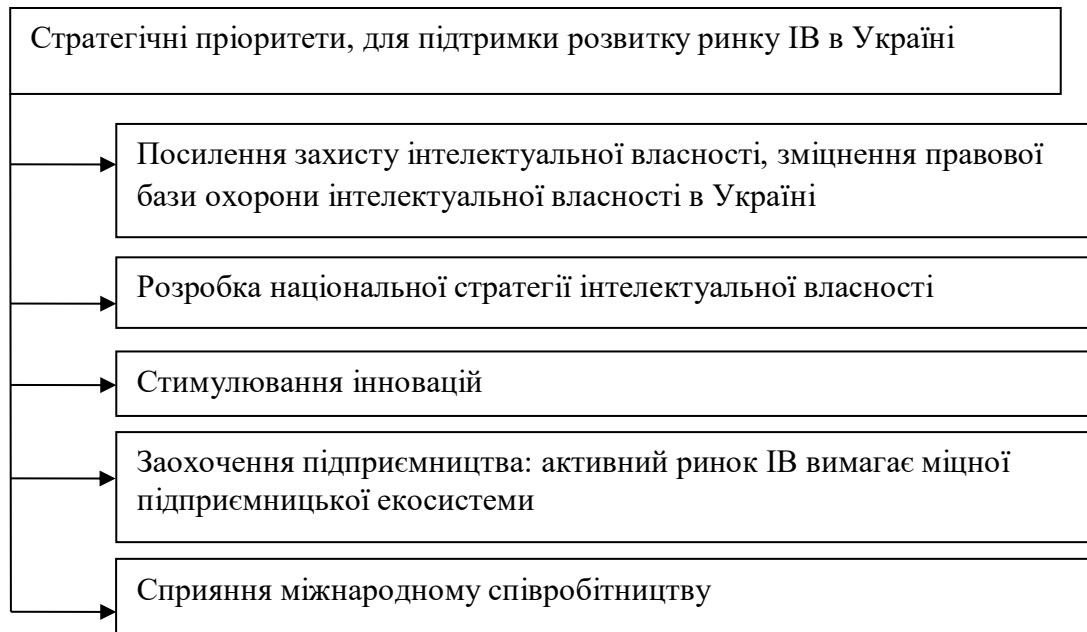 Стратегічні пріоритети, для підтримки розвитку ринку ІВ в Україні
Посилення захисту інтелектуальної власності, зміцнення правової
бази охорони інтелектуальної власності в Україні
Розробка національної стратегії інтелектуальної власності
Стимулювання інновацій
Заохочення підприємництва: активний ринок ІВ вимагає міцної
підприємницької екосистеми
Сприяння міжнародному співробітництву